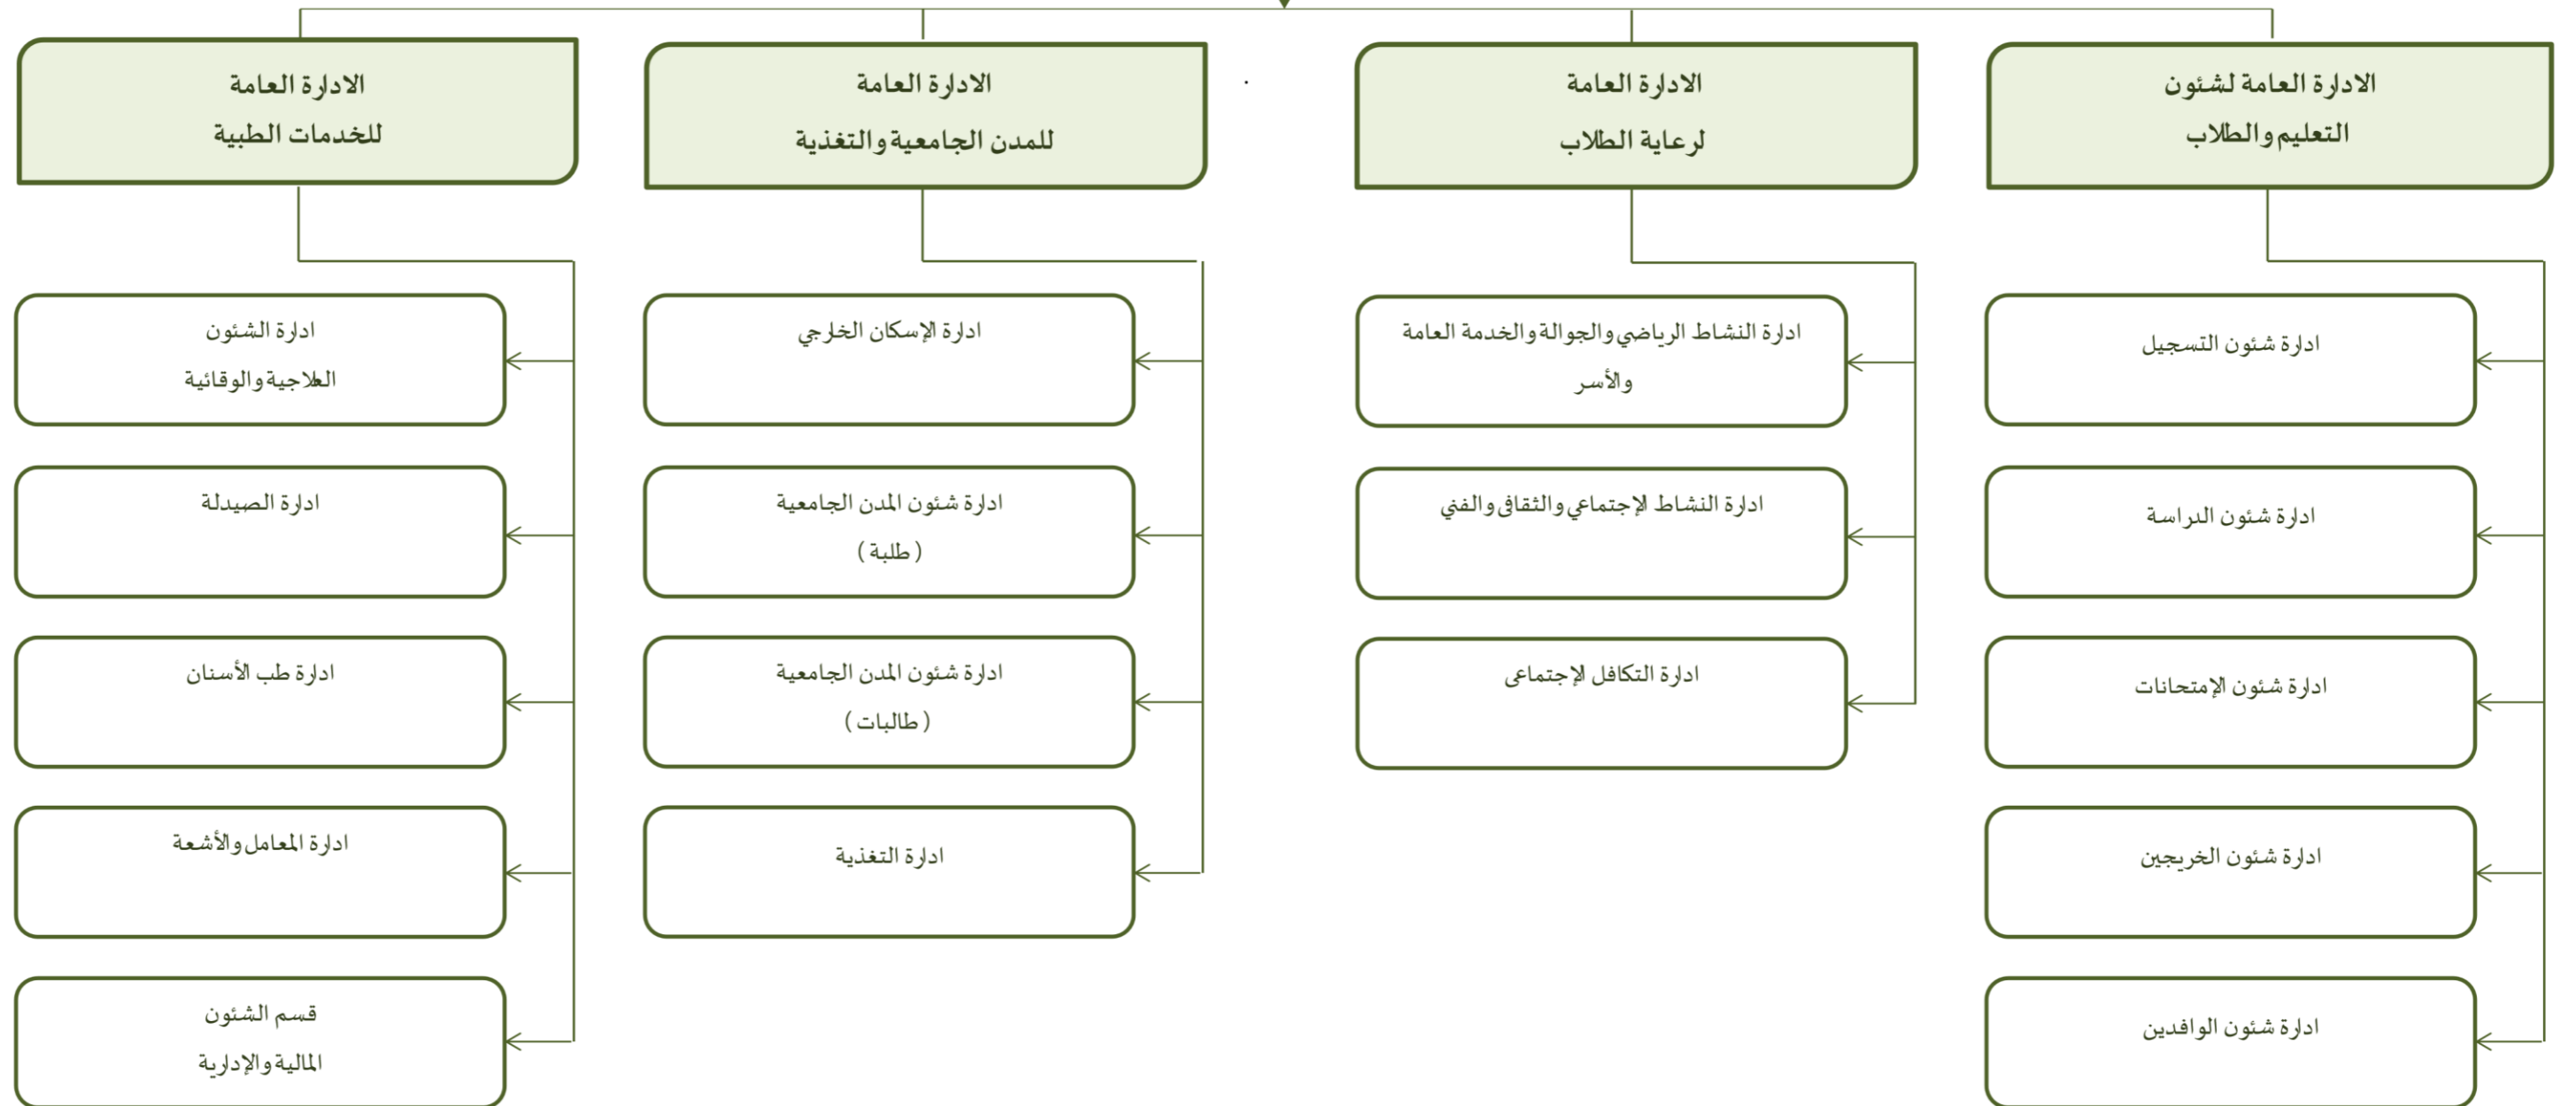 الادارة العامة لشئون
التعليم والطلاب
ادارة شئون التسجيل
ادارة شئون الدراسة
ادارة شئون الإمتحانات
ادارة شئون الخريجين
ادارة شئون الوافدين
الادارة العامة
لرعاية الطلاب
ادارة النشاط الرياضي والجوالة والخدمة العامة
والأسر
ادارة النشاط الإجتماعي والثقافى والفني
ادارة التكافل الإجتماعى
الادارة العامة
للمدن الجامعية والتغذية
ادارة الإسكان الخارجي
ادارة شئون المدن الجامعية
( طلبة )
ادارة شئون المدن الجامعية
( طالبات )
ادارة التغذية
الادارة العامة
للخدمات الطبية
ادارة الشئون
العلاجية والوقائية
ادارة الصيدلة
ادارة طب الأسنان
ادارة المعامل والأشعة
قسم الشئون
المالية والإدارية